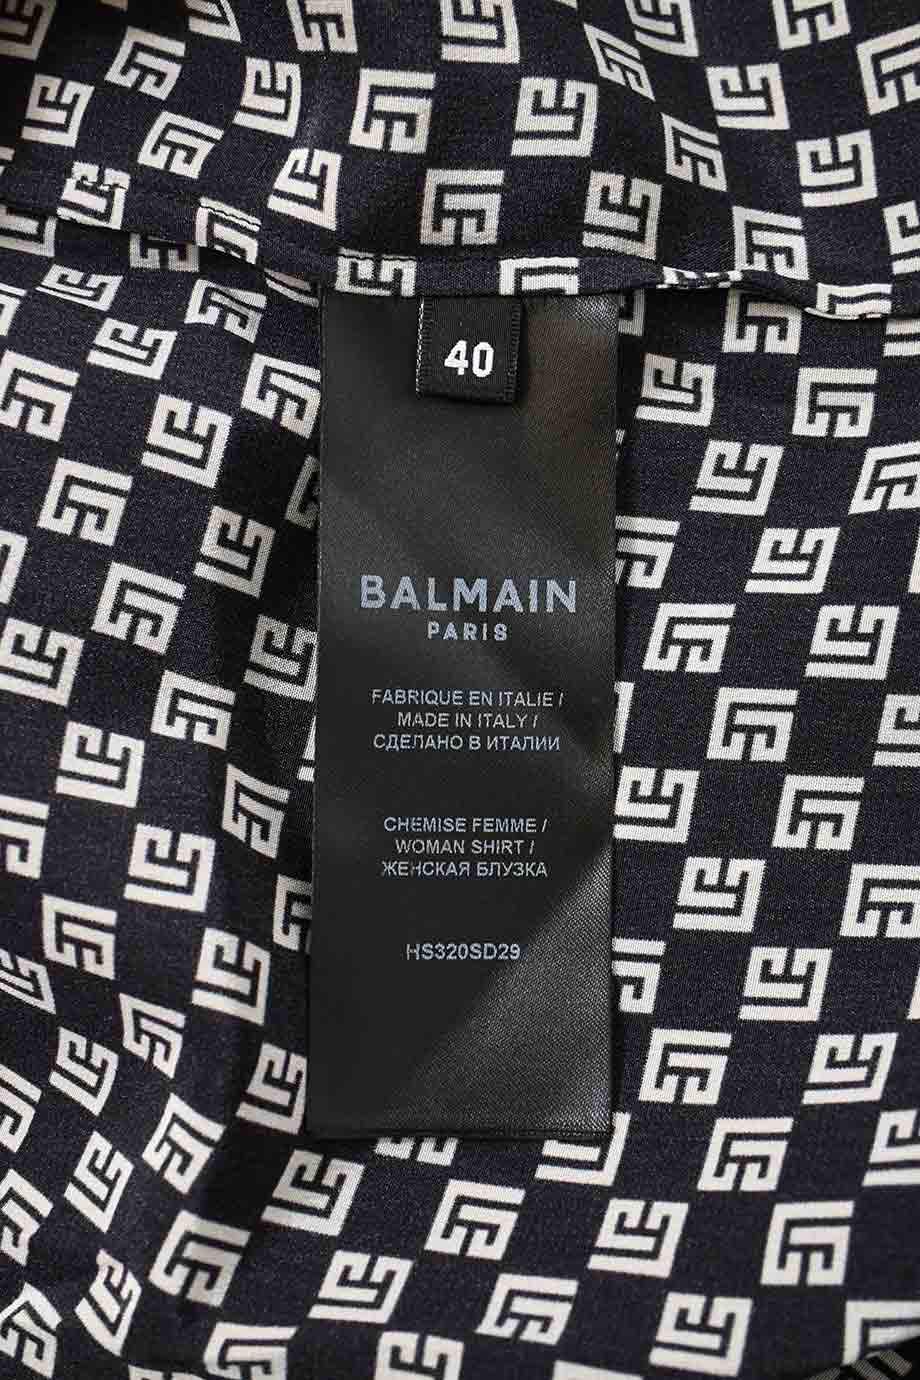 40
BALMAIN
PARIS
FABRIQUE EN ITALIE /
MADE IN ITALY /
СДЕЛАНО В ИТАЛИИ
CHEMISE FEMME /
WOMAN SHIRT /
ЖЕНСКАЯ БЛУЗКА
HS320SD29